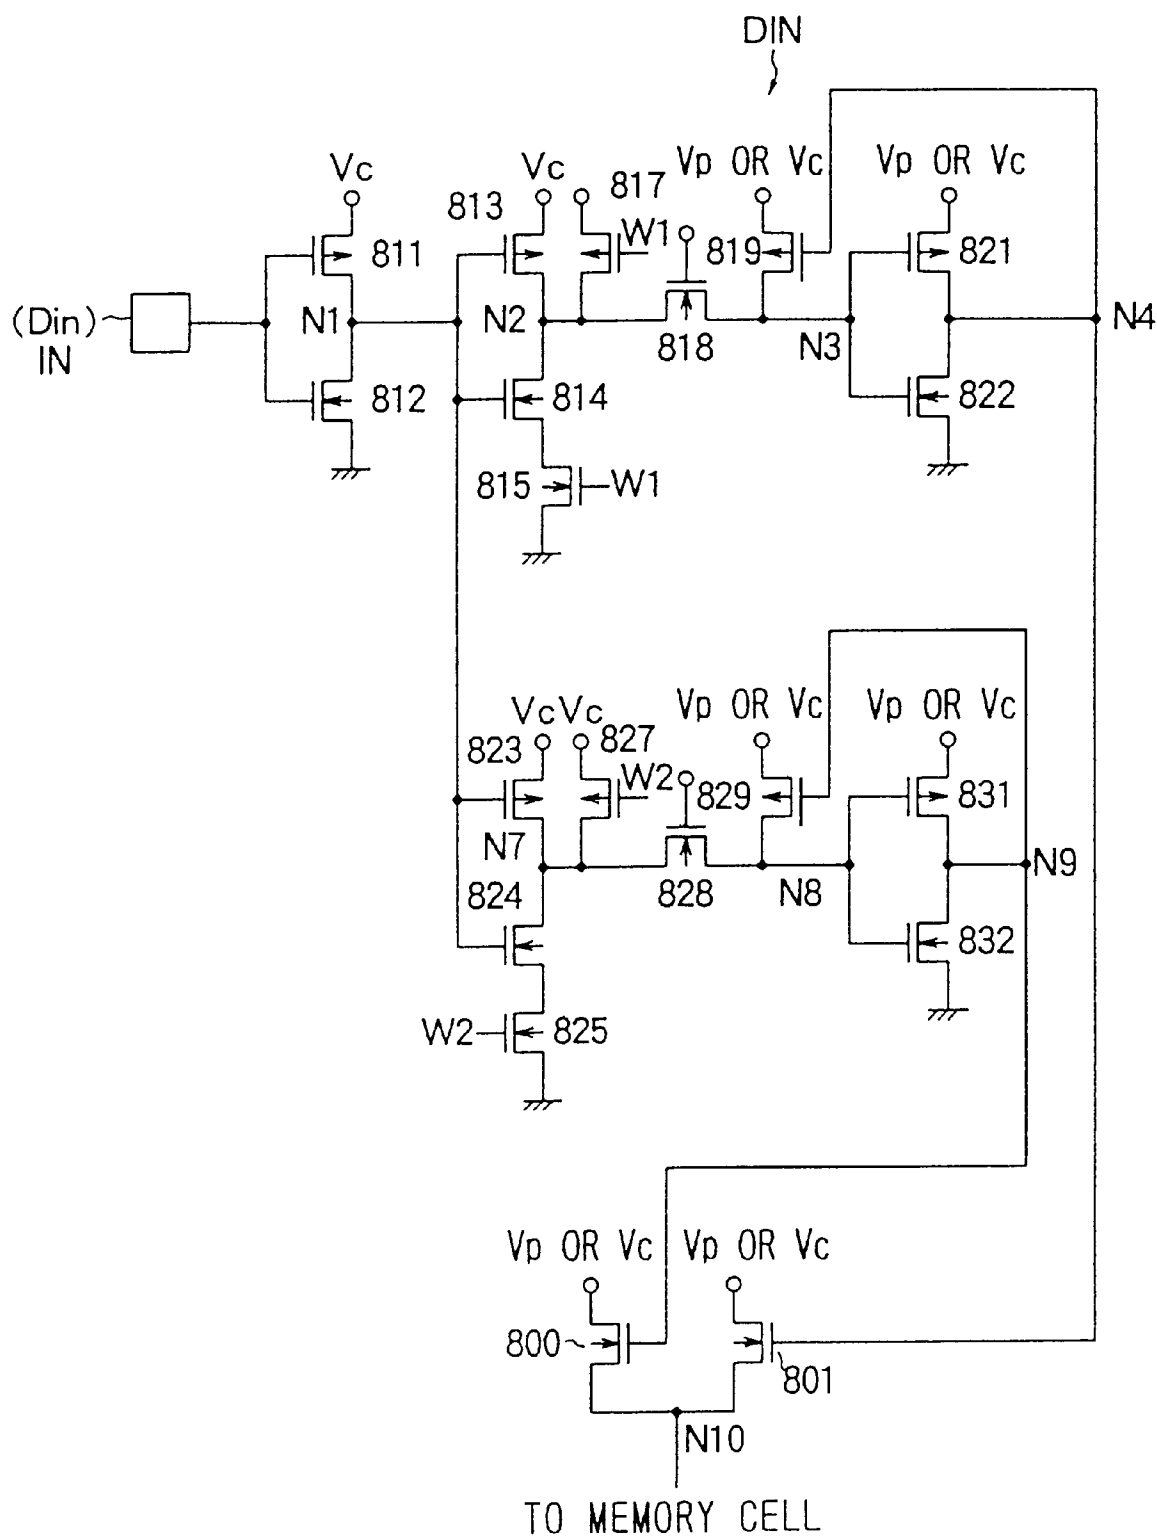 DIN
Vp OR Vc
Vp OR Vc
Vc
Vc
817
813
W1
811
819
821
(Din)
IN
N1
N2
818
N3
N4
812
814
822
815
W1
Vp OR Vc
Vp OR Vc
Vc
Vc
823
827
W2
829
831
N7
828
N8
N9
824
832
W2
825
Vp OR Vc
Vp OR Vc
800
801
N10
TO MEMORY CELL